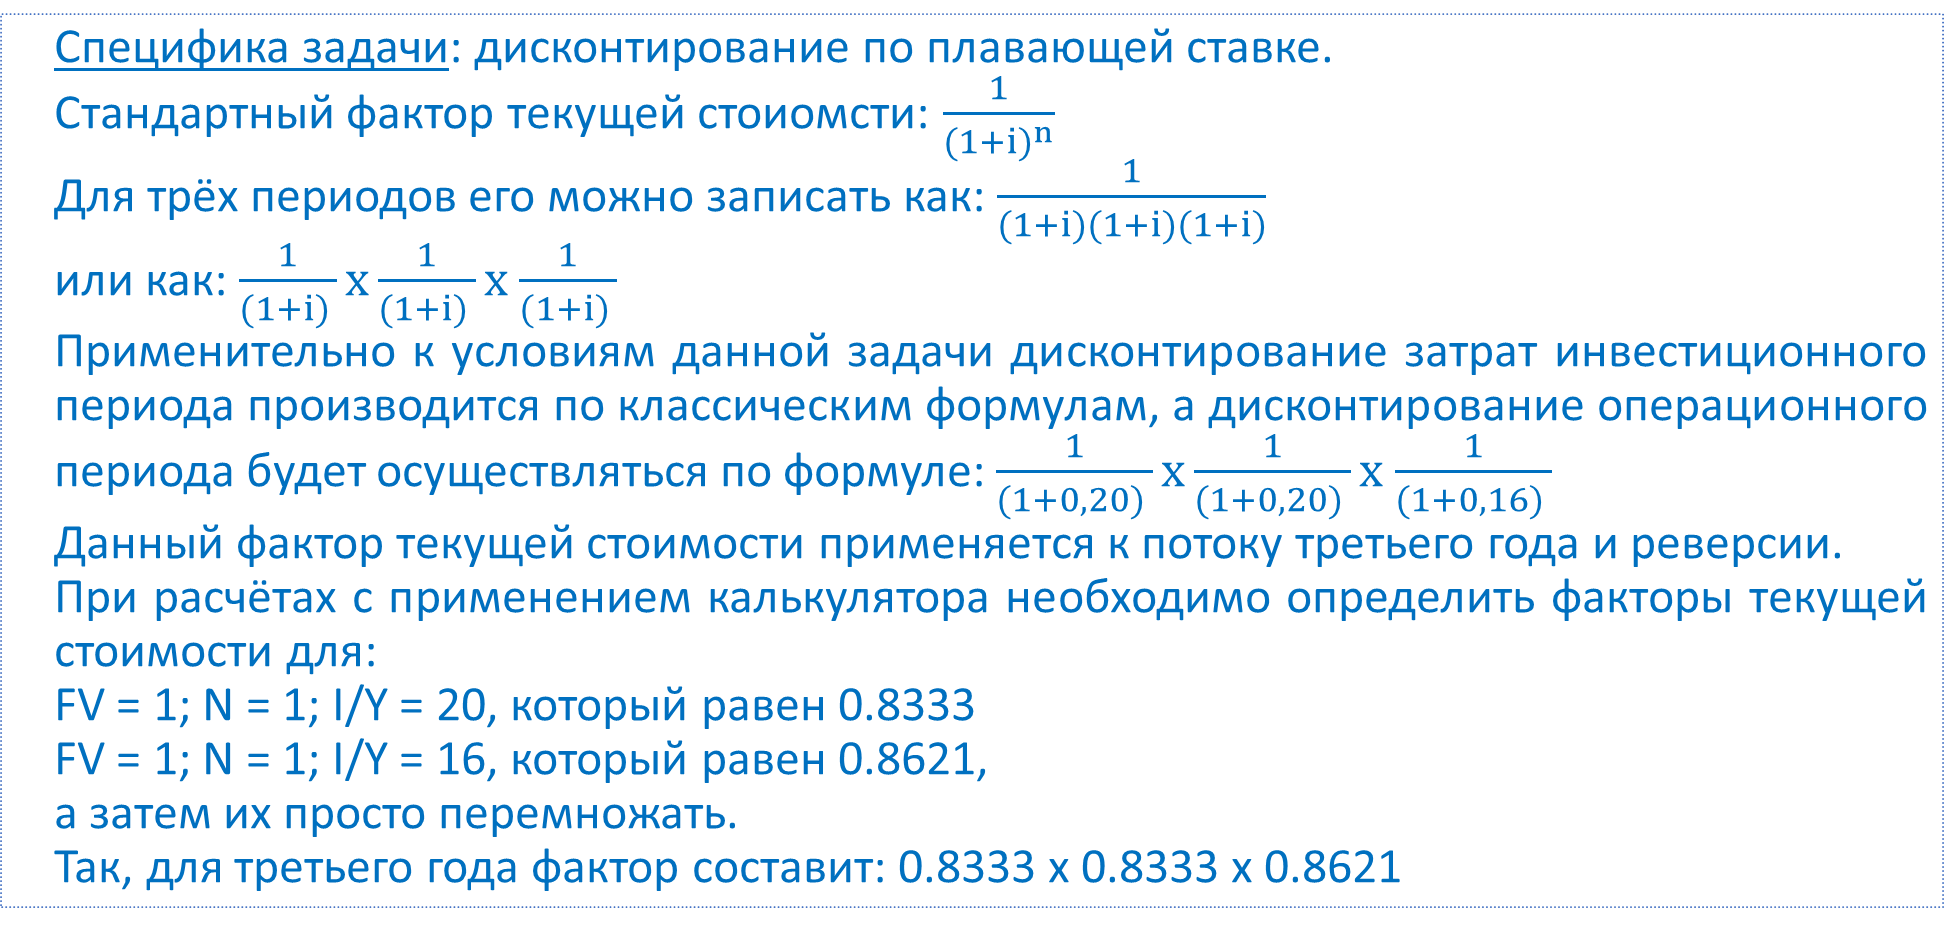 Специфика задачи: дисконтирование по плавающей ставке.
Стандартный фактор текущей стоиомсти: 1/(1+i)ⁿ
Для трёх периодов его можно записать как: 1/((1+i)(1+i)(1+i))
или как: 1/(1+i) x 1/(1+i) x 1/(1+i)
Применительно к условиям данной задачи дисконтирование затрат инвестиционного
периода производится по классическим формулам, а дисконтирование операционного
периода будет осуществляться по формуле: 1/(1+0,20) x 1/(1+0,20) x 1/(1+0,16)
Данный фактор текущей стоимости применяется к потоку третьего года и реверсии.
При расчётах с применением калькулятора необходимо определить факторы текущей
стоимости для:
FV = 1; N = 1; I/Y = 20, который равен 0.8333
FV = 1; N = 1; I/Y = 16, который равен 0.8621,
а затем их просто перемножать.
Так, для третьего года фактор составит: 0.8333 x 0.8333 x 0.8621